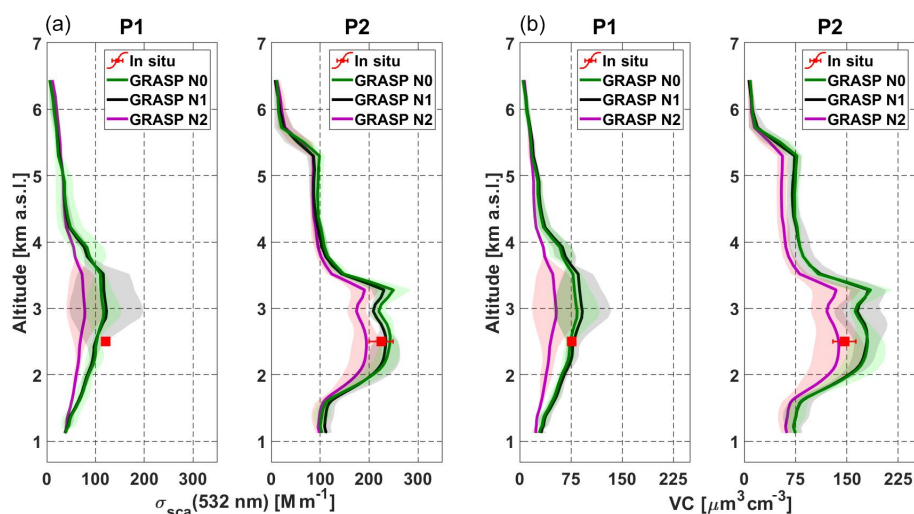 (a) P1 P2 (b) P1 P2
7 7 7 7
In situ In situ In situ In situ
GRASP N0 GRASP N0 GRASP N0 GRASP N0
6 GRASP N1 6 GRASP N1 6 GRASP N1 6 GRASP N1
GRASP N2 GRASP N2 GRASP N2 GRASP N2
5 5 5 5
Altitude [km a.s.l.] Altitude [km a.s.l.]
4 4 4 4
3 3 3 3
2 2 2 2
1 1 1 1
0 100 200 300 0 100 200 300 0 75 150 225 0 75 150 225
σsca(532 nm) [M m-1] VC [μm3cm-3]